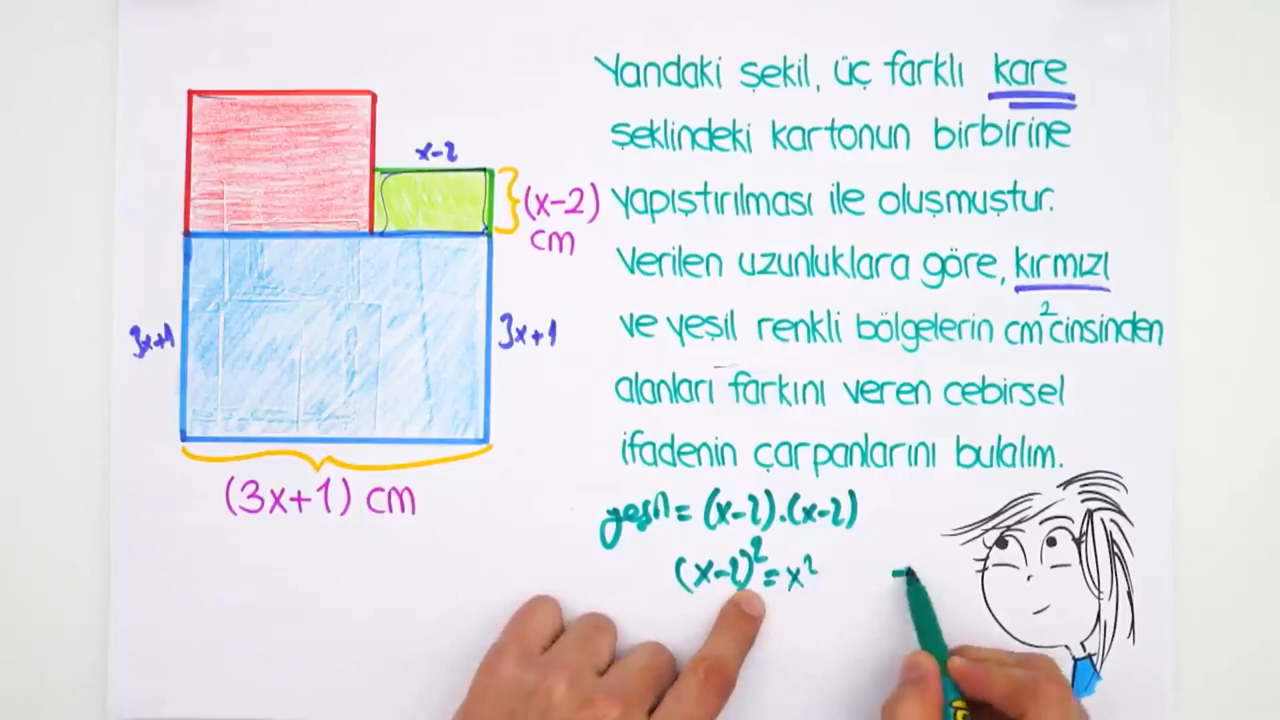 Yandaki şekil, üç farklı kare
şeklindeki kartonun birbirine
yapıştırılması ile oluşmuştur.
Verilen uzunluklara göre, kırmızı
ve yeşil renkli bölgelerin cm² cinsinden
alanları farkını veren cebirsel
ifadenin çarpanlarını bulalım.
x-2
(x-2)
cm
3x+1
3x+1
(3x+1) cm
yeşil = (x-2).(x-2)
(x-2)² = x²